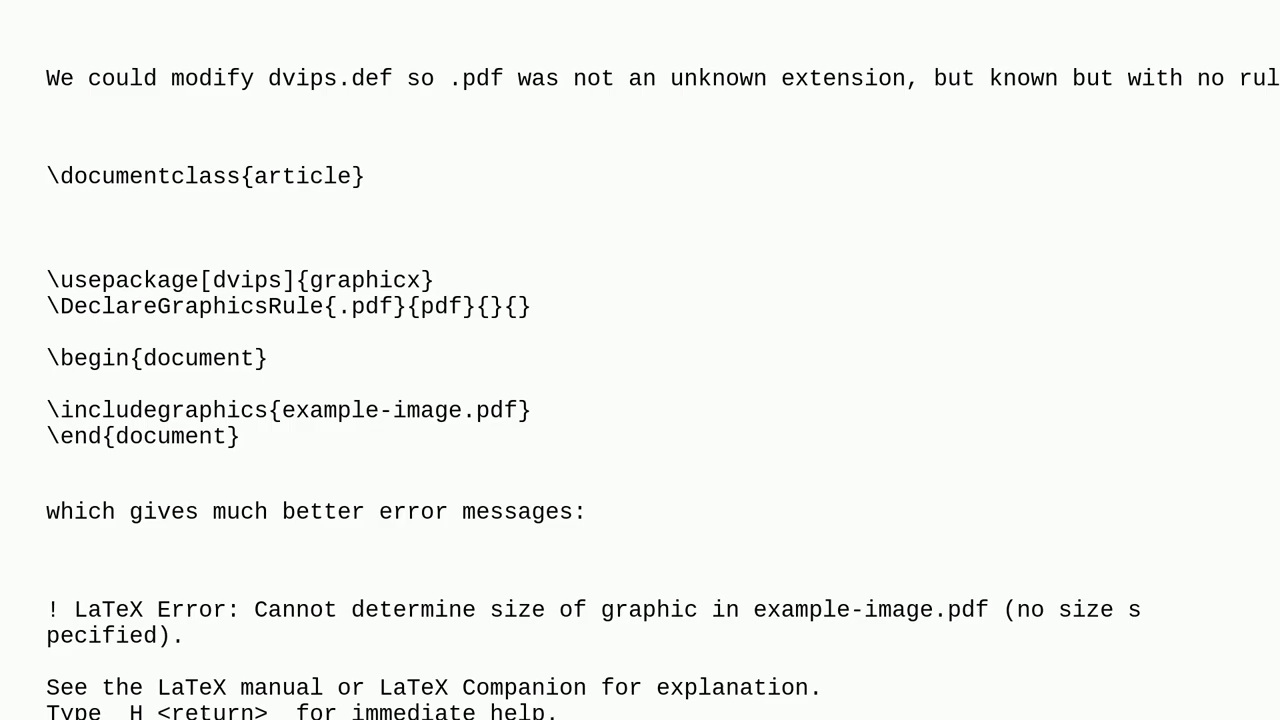 We could modify dvips.def so .pdf was not an unknown extension, but known but with no
\documentclass{article}
\usepackage[dvips]{graphicx}
\DeclareGraphicsRule{.pdf}{pdf}{}{}
\begin{document}
\includegraphics{example-image.pdf}
\end{document}
which gives much better error messages:
! LaTeX Error: Cannot determine size of graphic in example-image.pdf (no size s
pecified).
See the LaTeX manual or LaTeX Companion for explanation.
Type  H <return>  for immediate help.